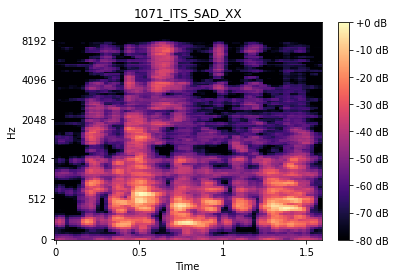 1071_ITS_SAD_XX
Hz
8192
4096
2048
1024
512
0
0
0.5
1
1.5
Time
+0 dB
-10 dB
-20 dB
-30 dB
-40 dB
-50 dB
-60 dB
-70 dB
-80 dB